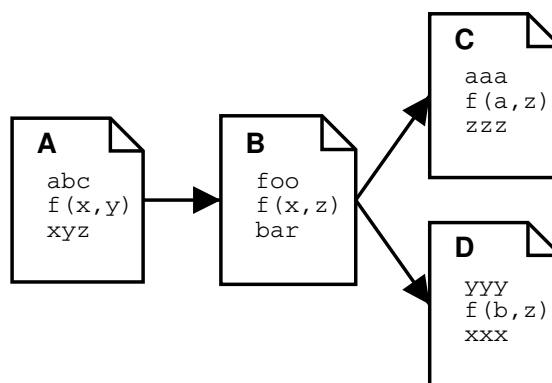 A
abc
f(x,y)
xyz
B
foo
f(x,z)
bar
C
aaa
f(a,z)
zzz
D
yyy
f(b,z)
xxx